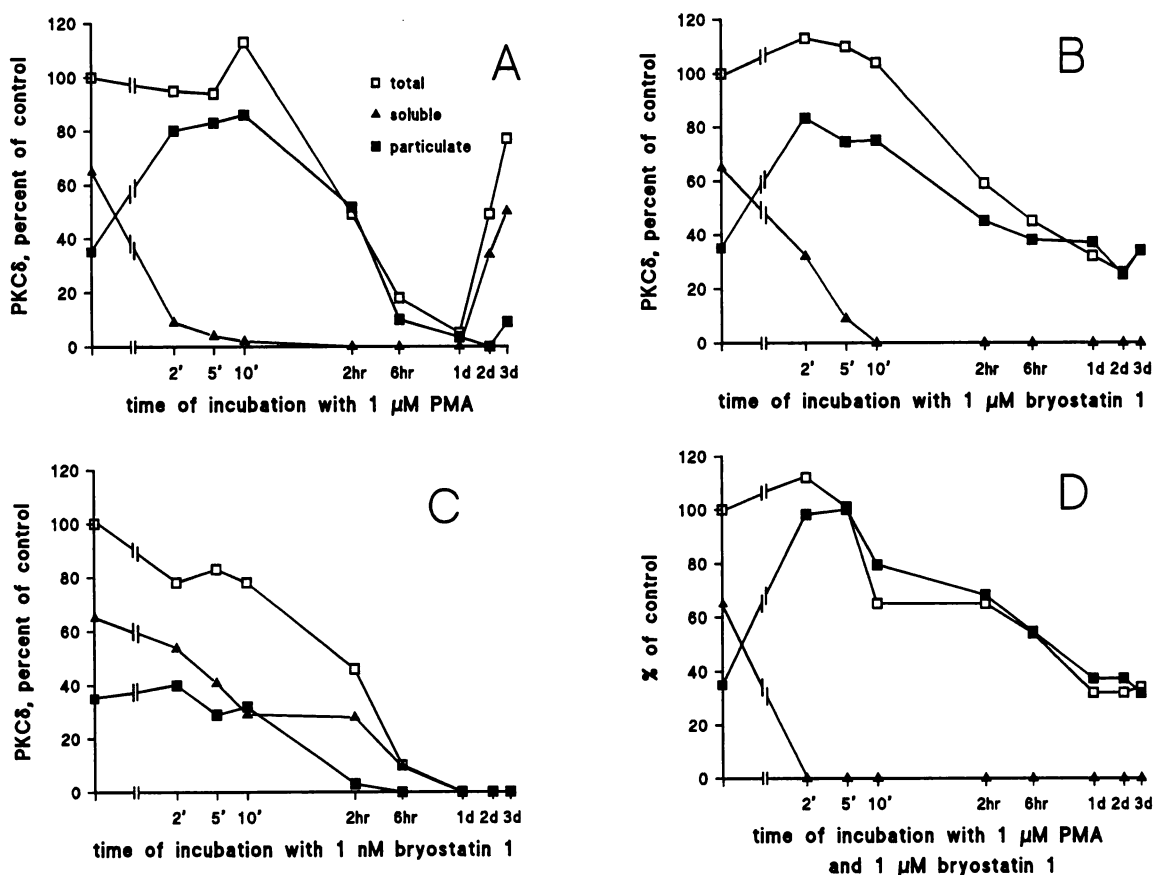 120
100
80
60
40
20
0
PKCδ, percent of control
A
total
soluble
particulate
2' 5' 10' 2hr 6hr 1d 2d 3d
time of incubation with 1 µM PMA
120
100
80
60
40
20
0
PKCδ, percent of control
B
2' 5' 10' 2hr 6hr 1d 2d 3d
time of incubation with 1 µM bryostatin 1
120
100
80
60
40
20
0
PKCδ, percent of control
C
2' 5' 10' 2hr 6hr 1d 2d 3d
time of incubation with 1 nM bryostatin 1
120
100
80
60
40
20
0
% of control
D
2' 5' 10' 2hr 6hr 1d 2d 3d
time of incubation with 1 µM PMA
and 1 µM bryostatin 1